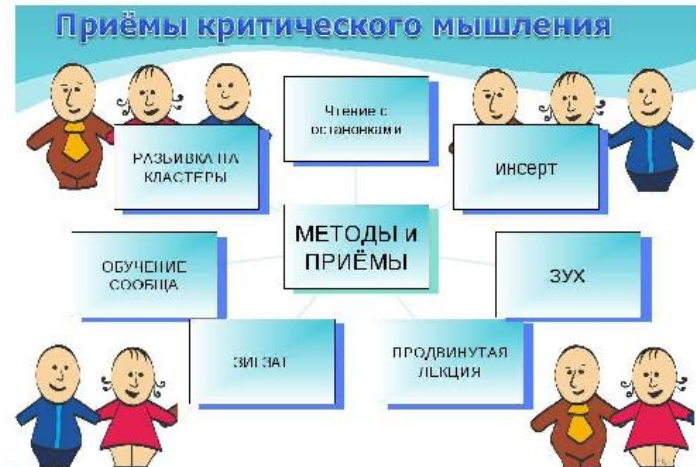 Приёмы критического мышления
Чтение с
остановками
РАЗБИВКА НА
КЛАСТЕРЫ
инсерт
МЕТОДЫ и
ПРИЁМЫ
ОБУЧЕНИЕ
СООБЩА
ЗУХ
ЗИГЗАГ
ПРОДВИНУТАЯ
ЛЕКЦИЯ